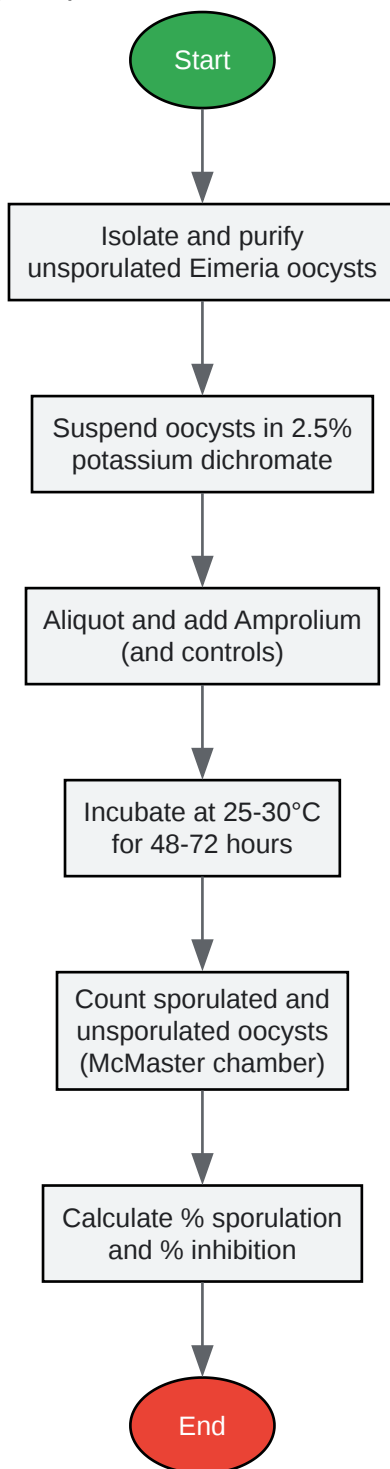 Start
Isolate and purify
unsporulated Eimeria oocysts
Suspend oocysts in 2.5%
potassium dichromate
Aliquot and add Amprolium
(and controls)
Incubate at 25-30°C
for 48-72 hours
Count sporulated and
unsporulated oocysts
(McMaster chamber)
Calculate % sporulation
and % inhibition
End